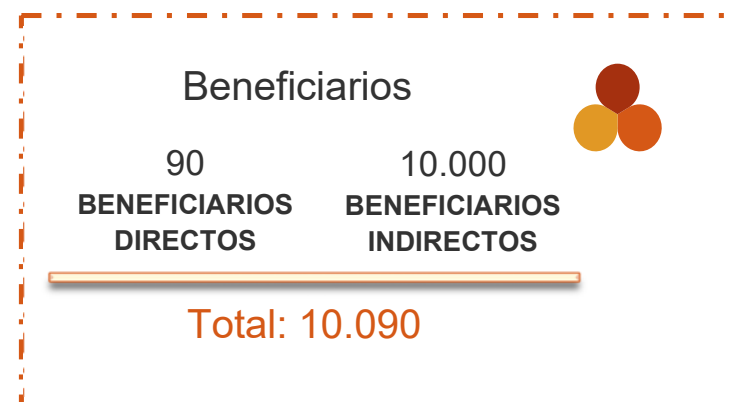 Beneficiarios
90
BENEFICIARIOS
DIRECTOS
10.000
BENEFICIARIOS
INDIRECTOS
Total: 10.090